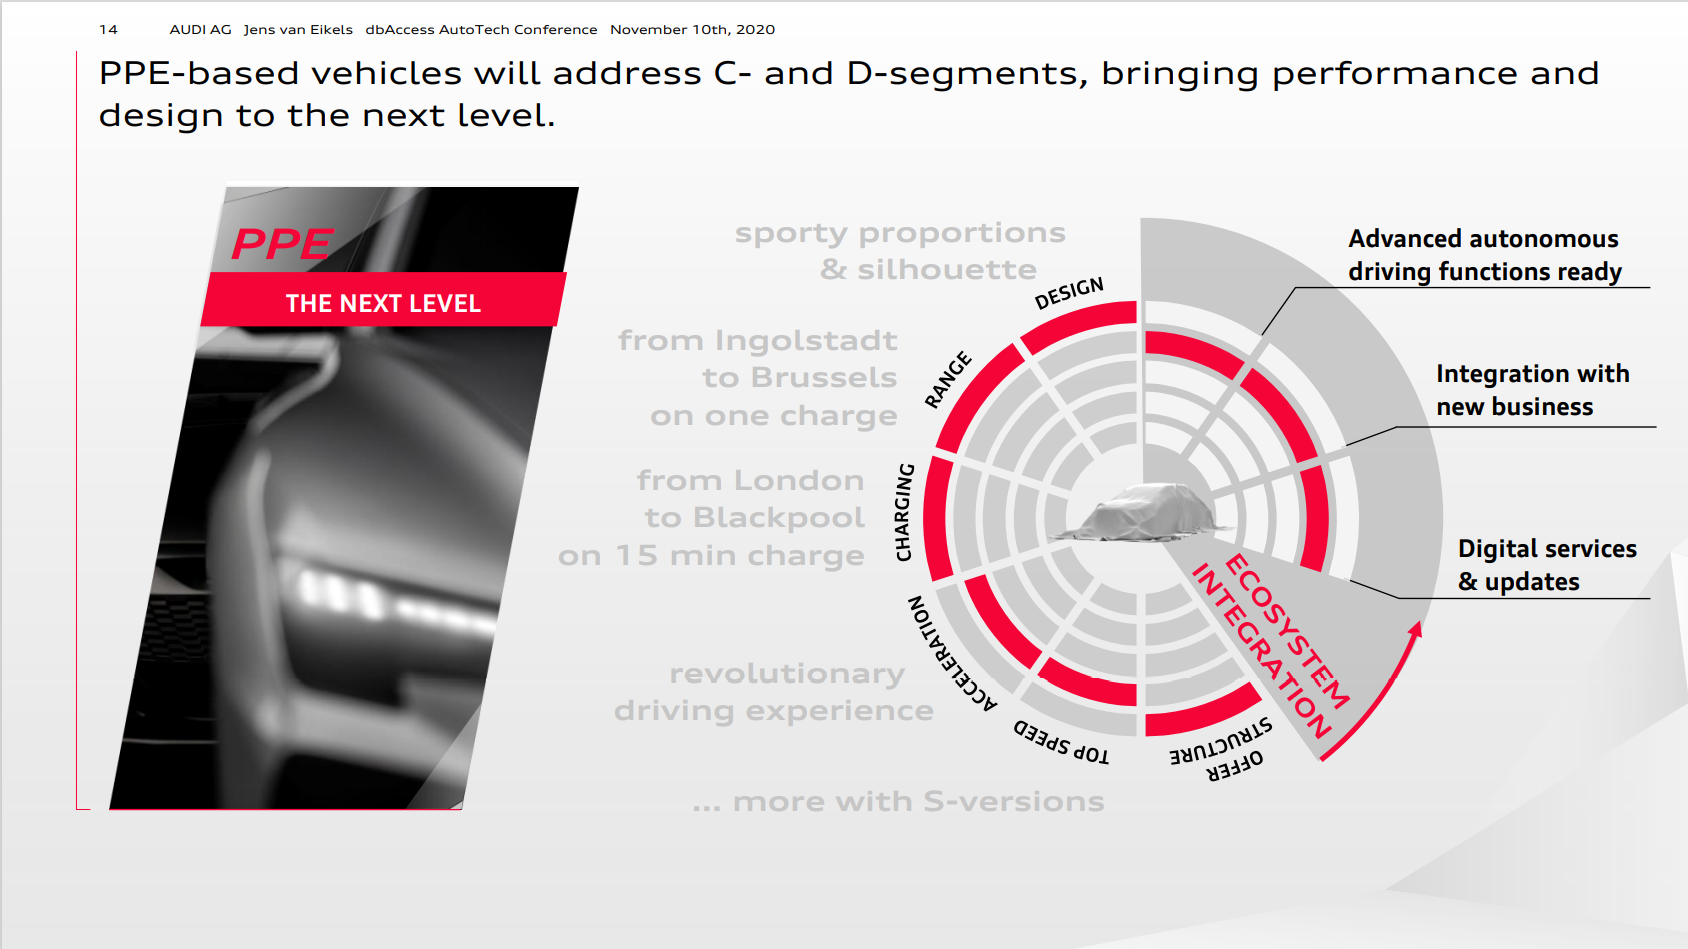 14 AUDI AG Jens van Eikels dbAccess AutoTech Conference November 10th, 2020
PPE-based vehicles will address C- and D-segments, bringing performance and
design to the next level.
PPE
THE NEXT LEVEL
sporty proportions
& silhouette
from Ingolstadt
to Brussels
on one charge
from London
to Blackpool
on 15 min charge
revolutionary
driving experience
... more with S-versions
DESIGN
RANGE
CHARGING
ACCELERATION
TOP SPEED
OFFER
STRUCTURE
ECOSYSTEM
INTEGRATION
Advanced autonomous
driving functions ready
Integration with
new business
Digital services
& updates